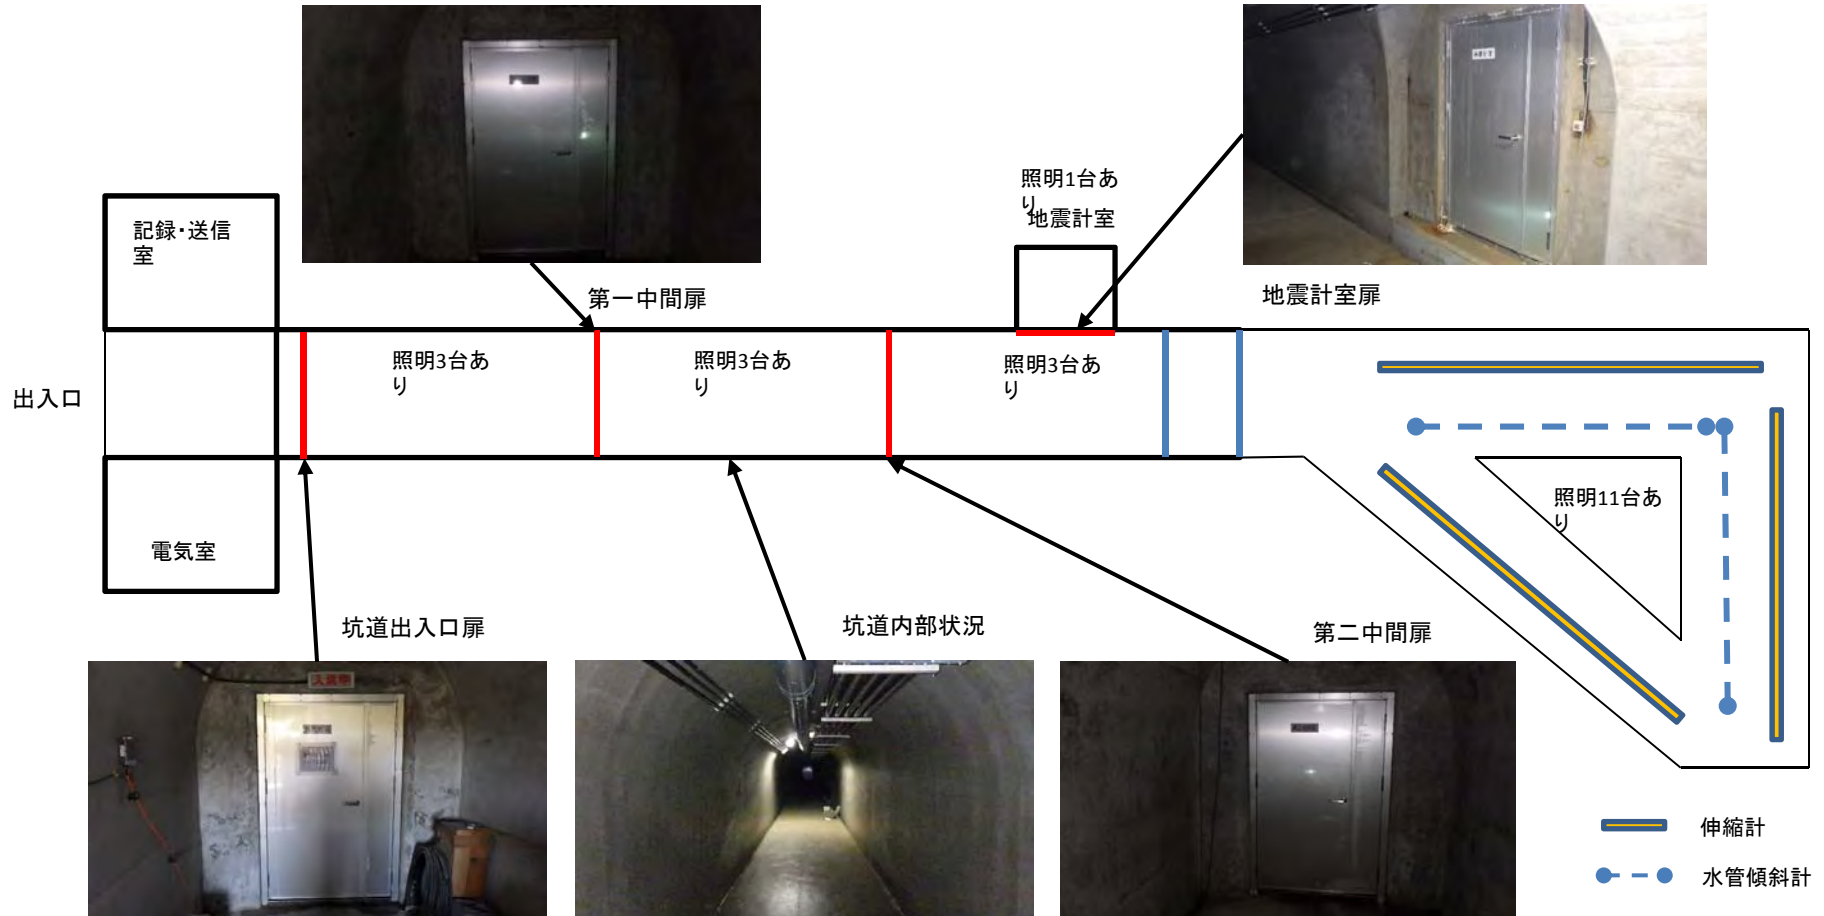 照明1台あ
り
地震計室
記録・送信
室
第一中間扉
地震計室扉
照明3台あ
り
照明3台あ
り
照明3台あ
り
出入口
照明11台あ
り
電気室
坑道出入口扉
坑道内部状況
第二中間扉
入坑中
伸縮計
水管傾斜計